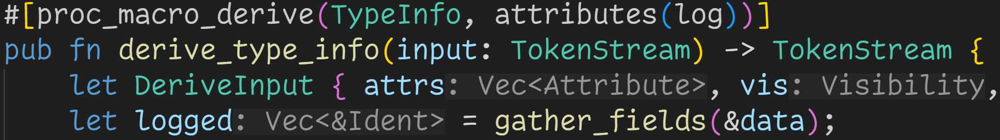 #[proc_macro_derive(TypeInfo, attributes(log))]
pub fn derive_type_info(input: TokenStream) -> TokenStream {
    let DeriveInput { attrs: Vec<Attribute>, vis: Visibility,
    let logged: Vec<&Ident> = gather_fields(&data);